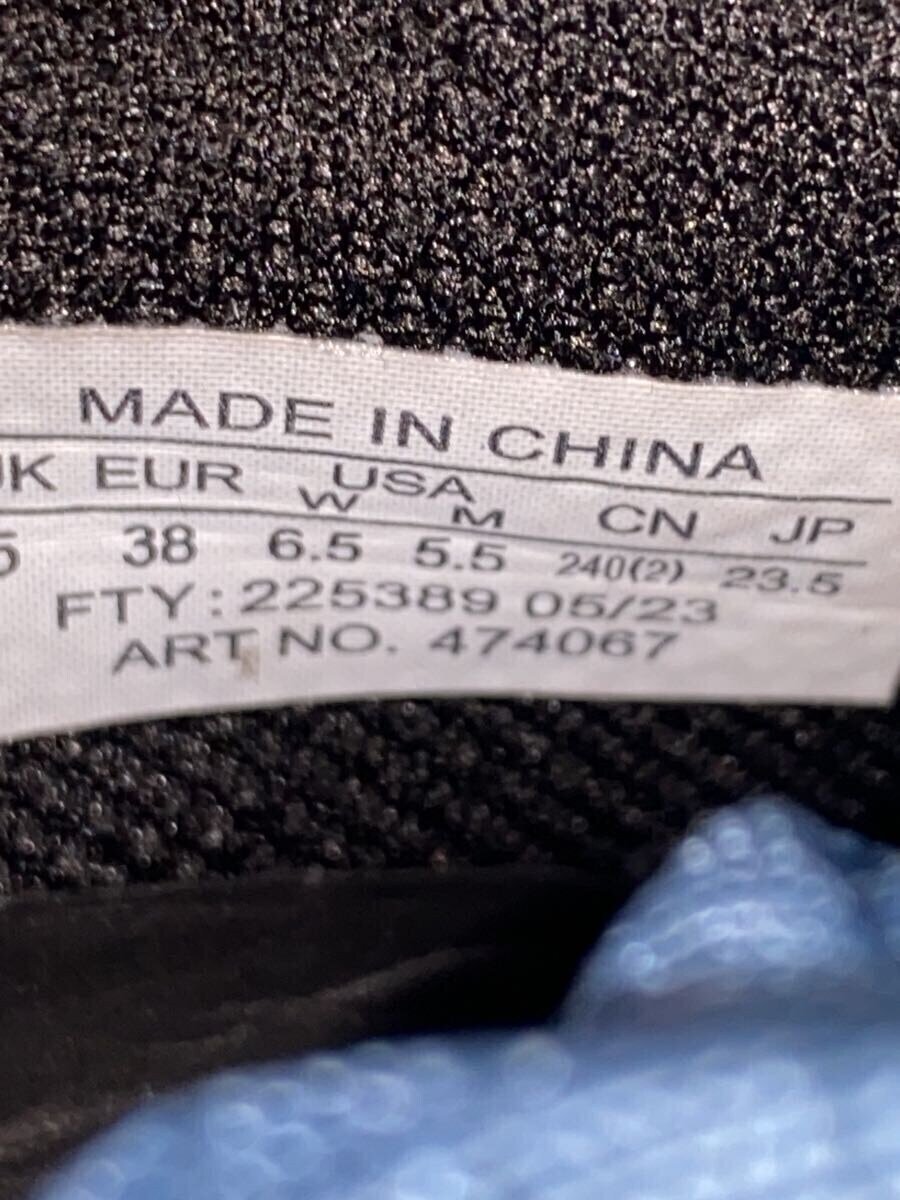 MADE IN CHINA
UK EUR USA CN JP
W M
5 38 6.5 5.5 240(2) 23.5
FTY: 225389 05/23
ART NO. 474067